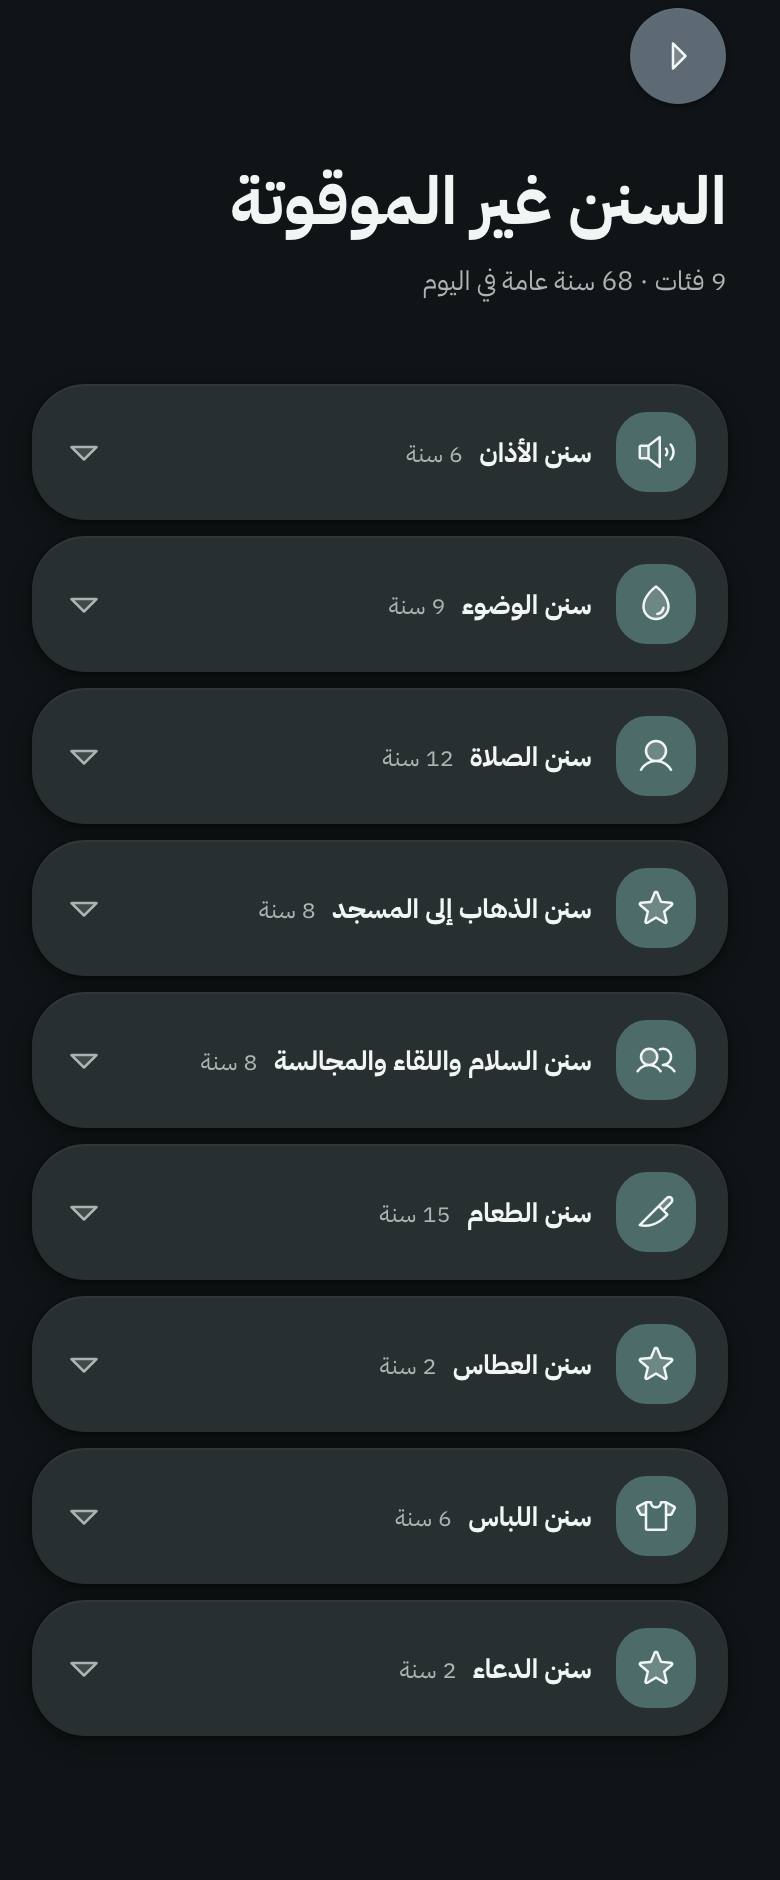 السنن غير الموقوتة
9 فئات · 68 سنة عامة في اليوم
سنن الأذان 6 سنة
سنن الوضوء 9 سنة
سنن الصلاة 12 سنة
سنن الذهاب إلى المسجد 8 سنة
سنن السلام واللقاء والمجالسة 8 سنة
سنن الطعام 15 سنة
سنن العطاس 2 سنة
سنن اللباس 6 سنة
سنن الدعاء 2 سنة